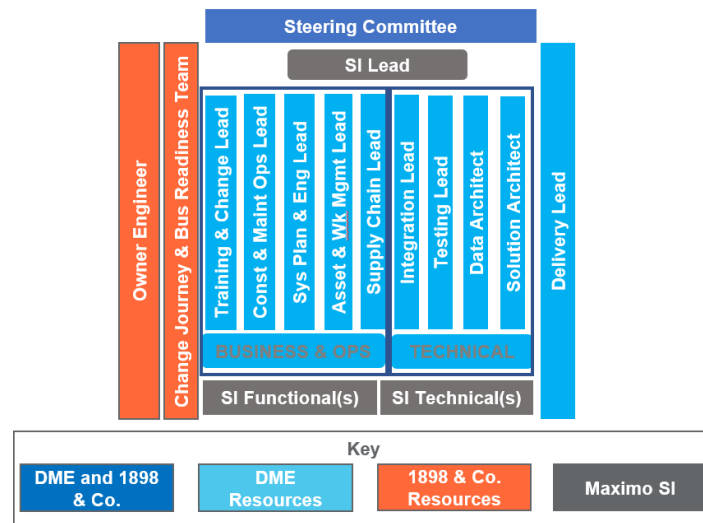 Steering Committee
SI Lead
Owner Engineer
Change Journey & Bus Readiness Team
Training & Change Lead
Const & Maint Ops Lead
Sys Plan & Eng Lead
Asset & Wk Mgmt Lead
Supply Chain Lead
Integration Lead
Testing Lead
Data Architect
Solution Architect
Delivery Lead
BUSINESS & OPS
TECHNICAL
SI Functional(s)
SI Technical(s)
Key
DME and 1898
& Co.
DME
Resources
1898 & Co.
Resources
Maximo SI